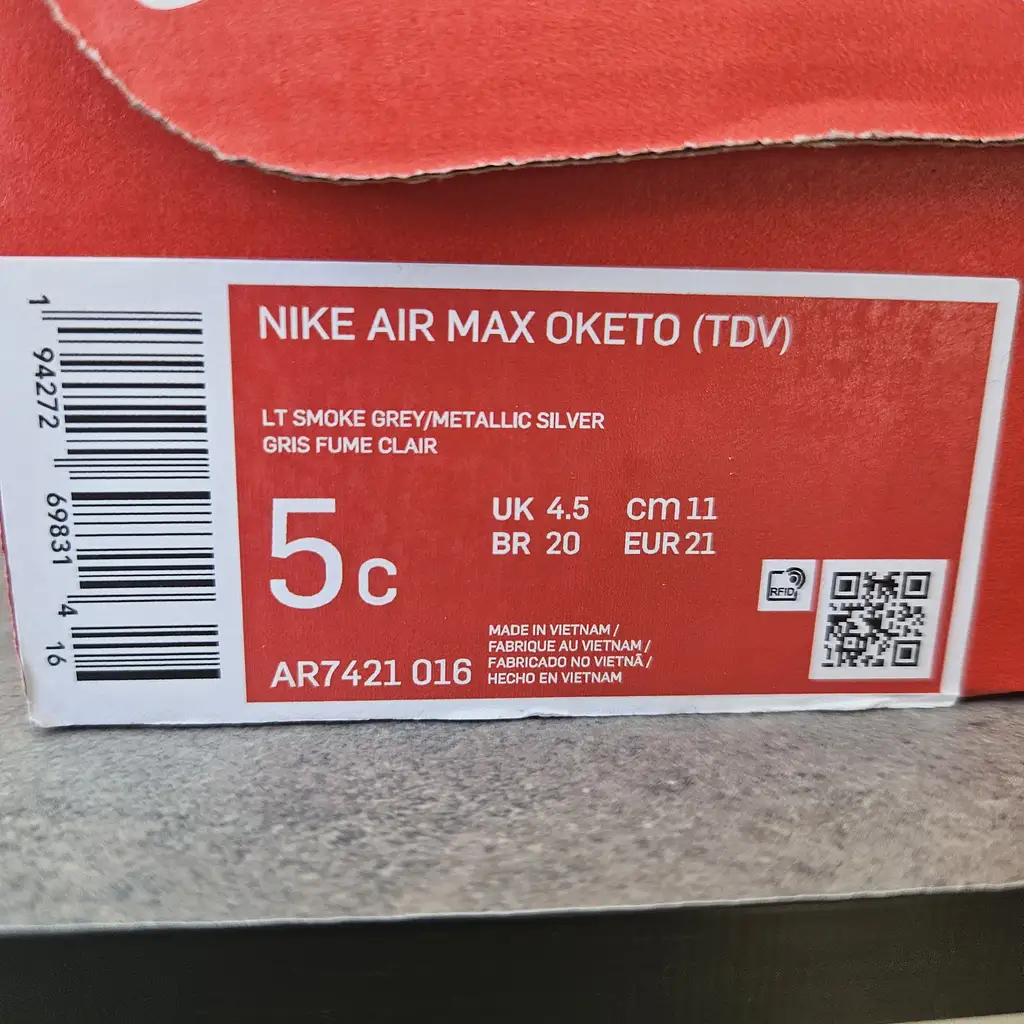 1
94272
69831
4
16
NIKE AIR MAX OKETO (TDV)
LT SMOKE GREY/METALLIC SILVER
GRIS FUME CLAIR
5c
UK 4.5 cm 11
BR 20 EUR 21
RFID
AR7421 016
MADE IN VIETNAM /
FABRIQUE AU VIETNAM /
FABRICADO NO VIETNÃ /
HECHO EN VIETNAM